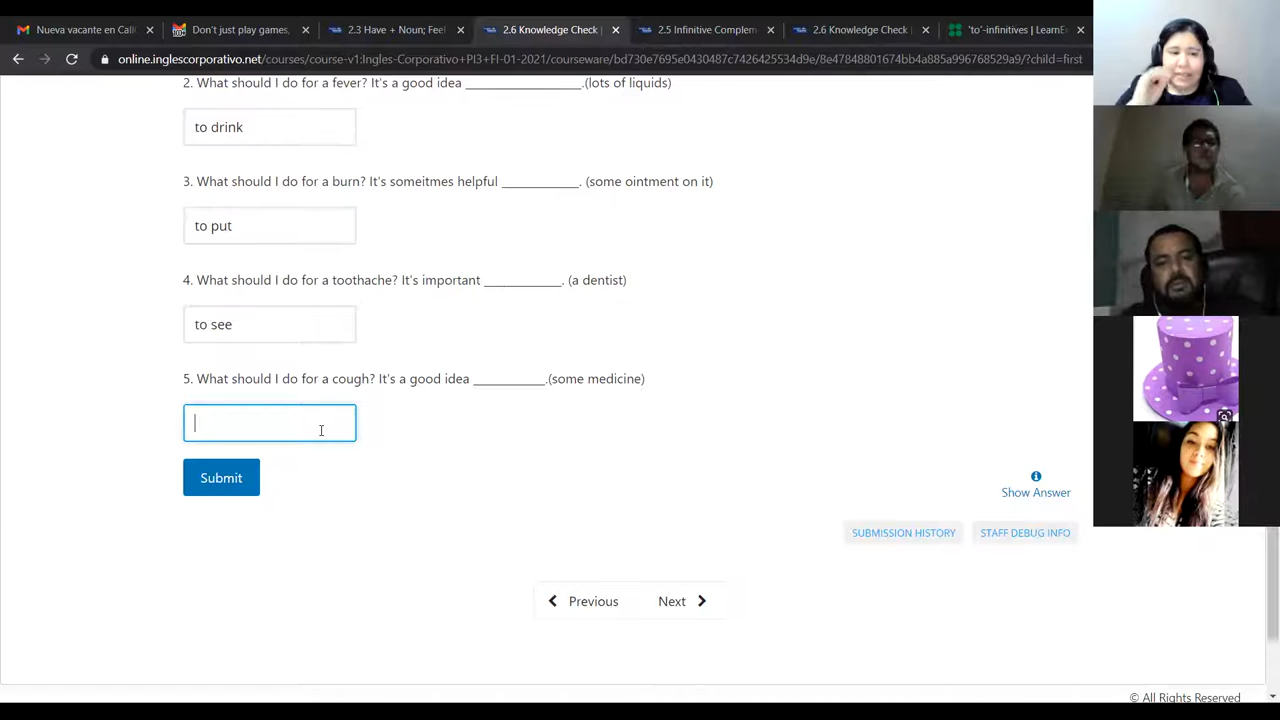 Nueva vacante en Call
Don't just play games,
2.3 Have + Noun; Feel
2.6 Knowledge Check
2.5 Infinitive Complem
2.6 Knowledge Check
'to'-infinitives | LearnE
online.inglescorporativo.net/courses/course-v1:Ingles-Corporativo+PI3+FI-01-2021/courseware/bd730e7695e0430487c7426425534d9e/8e47848801674bb4a885a996768529a9/?child=first
2. What should I do for a fever? It's a good idea __________________.(lots of liquids)
to drink
3. What should I do for a burn? It's someitmes helpful ____________. (some ointment on it)
to put
4. What should I do for a toothache? It's important ____________. (a dentist)
to see
5. What should I do for a cough? It's a good idea ___________.(some medicine)
Submit
Show Answer
SUBMISSION HISTORY STAFF DEBUG INFO
Previous Next
© All Rights Reserved